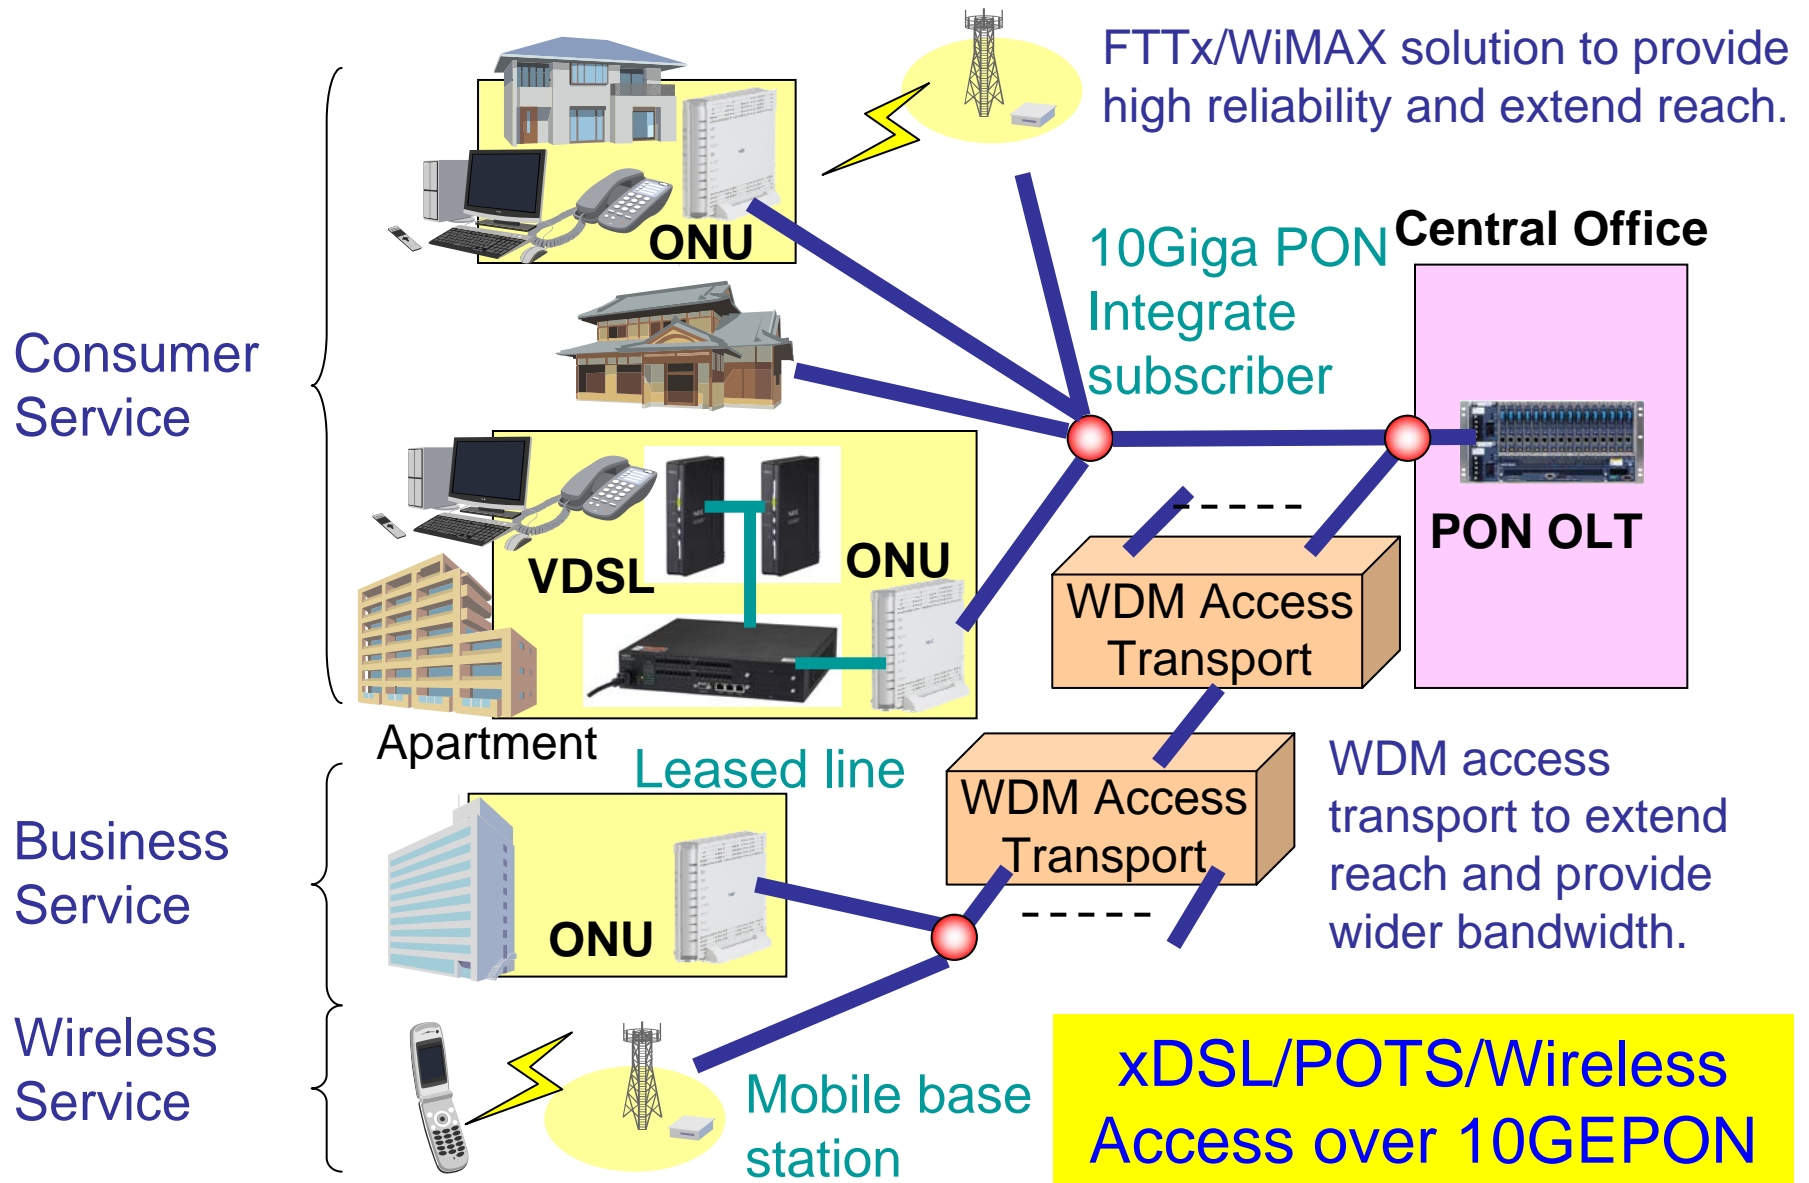 FTTx/WiMAX solution to provide
high reliability and extend reach.
ONU
10Giga PON
Integrate
subscriber
Central Office
Consumer
Service
PON OLT
VDSL
ONU
WDM Access
Transport
Apartment
Leased line
WDM Access
Transport
WDM access
transport to extend
reach and provide
wider bandwidth.
Business
Service
ONU
Wireless
Service
Mobile base
station
xDSL/POTS/Wireless
Access over 10GEPON